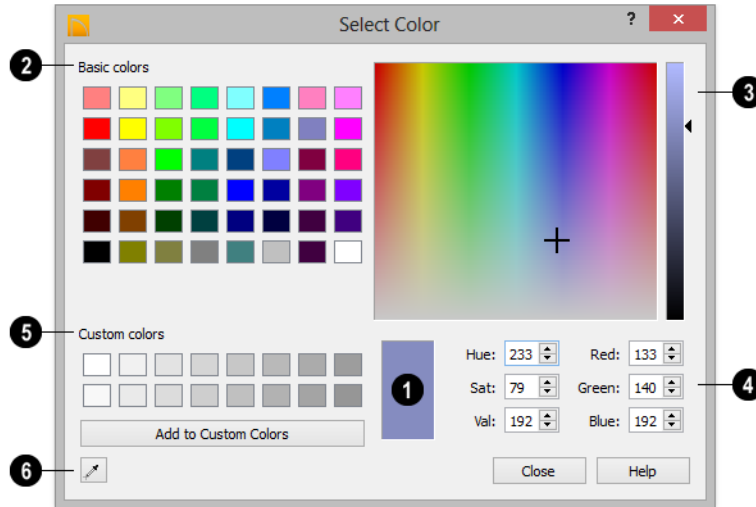 Select Color
?
2
Basic colors
3
5
Custom colors
1
Hue: 233
Red: 133
4
Sat: 79
Green: 140
Val: 192
Blue: 192
Add to Custom Colors
6
Close
Help